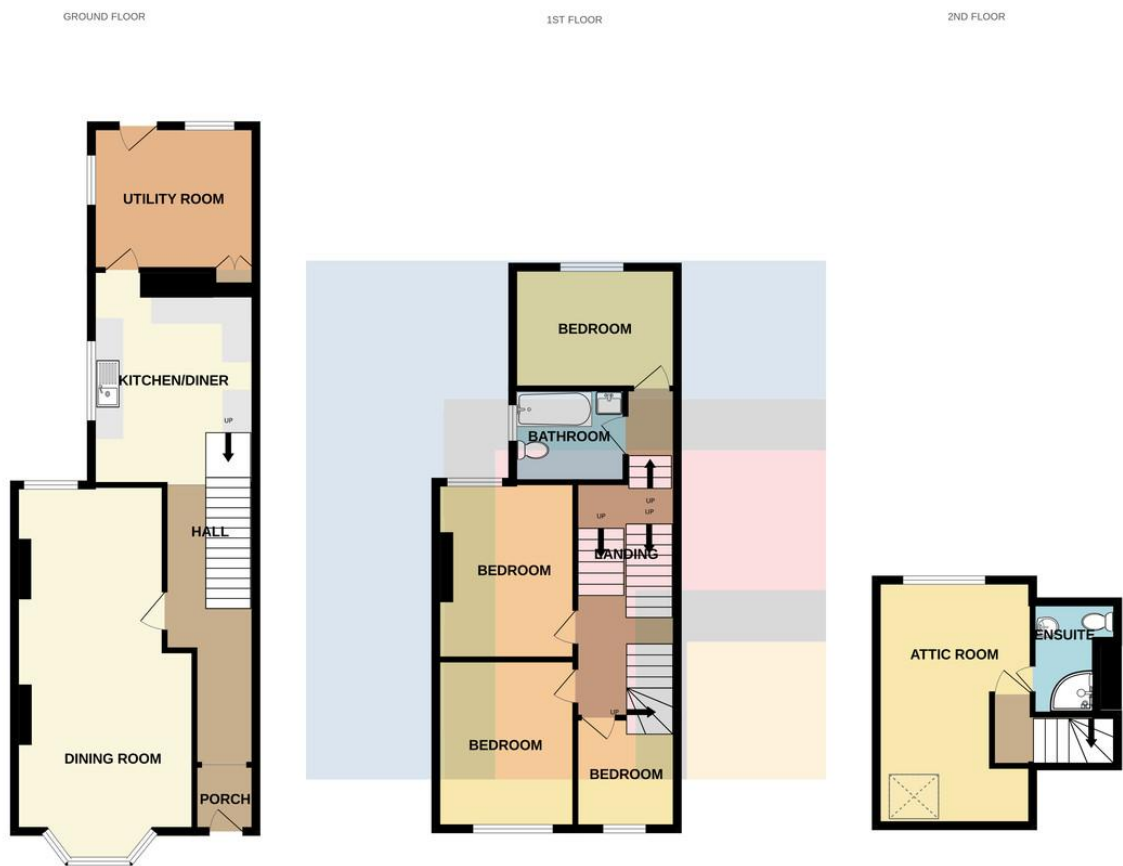 GROUND FLOOR
1ST FLOOR
2ND FLOOR
UTILITY ROOM
KITCHEN/DINER
UP
HALL
DINING ROOM
PORCH
BEDROOM
BATHROOM
UP
UP
UP
LANDING
BEDROOM
UP
BEDROOM
BEDROOM
ENSUITE
ATTIC ROOM